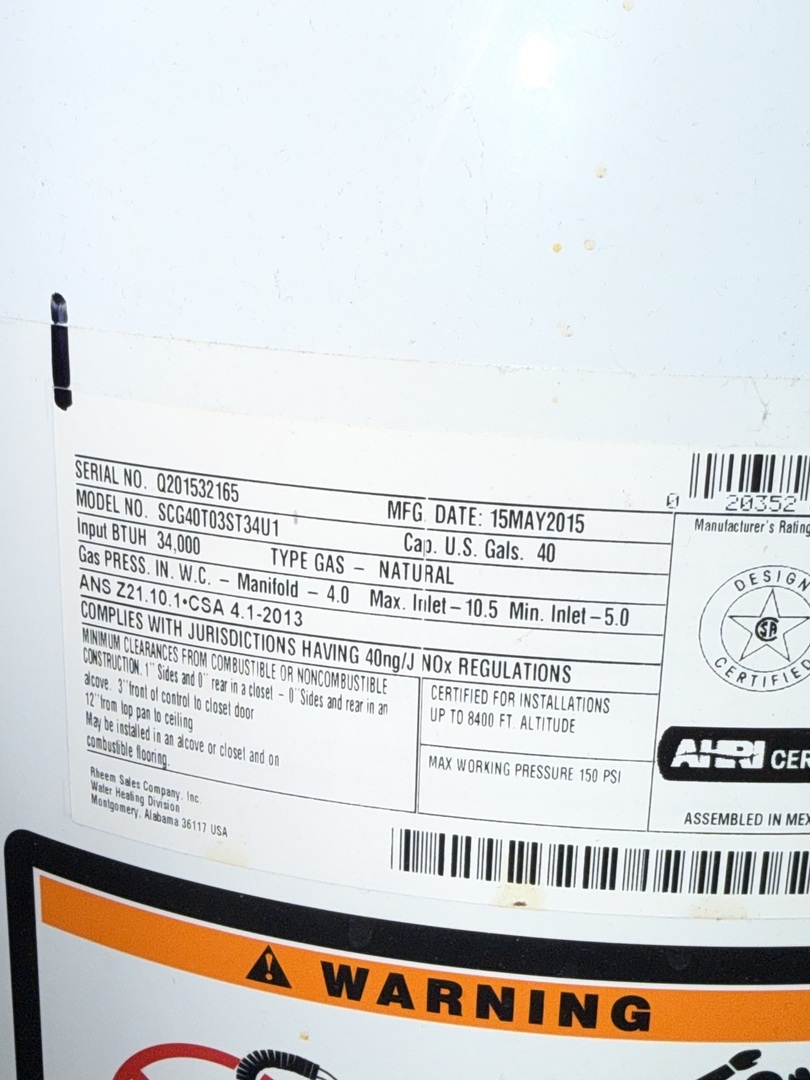 SERIAL NO. Q201532165
MFG. DATE: 15MAY2015
MODEL NO. SCG40T03ST34U1
Cap. U.S. Gals. 40
Input BTUH 34,000
TYPE GAS – NATURAL
Gas PRESS. IN. W.C. – Manifold – 4.0 Max. Inlet – 10.5 Min. Inlet – 5.0
ANS Z21.10.1•CSA 4.1-2013
COMPLIES WITH JURISDICTIONS HAVING 40ng/J NOx REGULATIONS
MINIMUM CLEARANCES FROM COMBUSTIBLE OR NONCOMBUSTIBLE
CONSTRUCTION. 1" Sides and 0" rear in a closet – 0" Sides and rear in an
alcove. 3" front of control to closet door
12" from top pan to ceiling
May be installed in an alcove or closet and on
combustible flooring.
CERTIFIED FOR INSTALLATIONS
UP TO 8400 FT. ALTITUDE
MAX WORKING PRESSURE 150 PSI
Rheem Sales Company, Inc.
Water Heating Division
Montgomery, Alabama 36117 USA
0 20352
Manufacturer's Rating
DESIGN
CERTIFIED
AHRI CER
ASSEMBLED IN MEX
WARNING